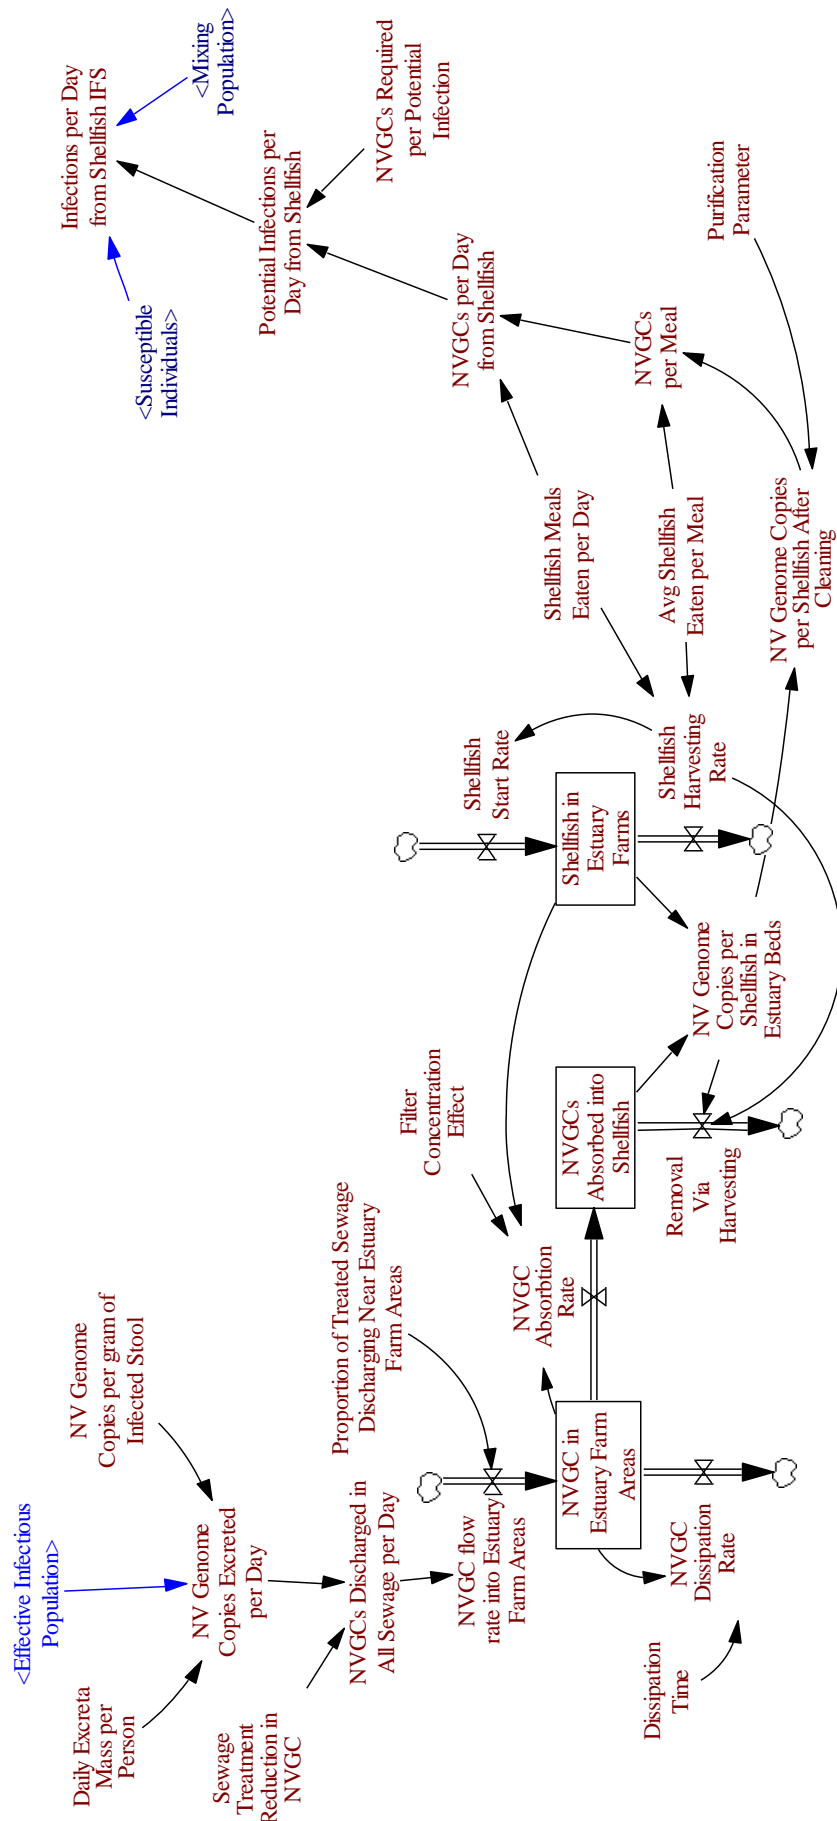 <Effective Infectious
Population>
Daily Excreta
Mass per
Person
NV Genome
Copies per gram of
Infected Stool
NV Genome
Copies Excreted
per Day
Sewage
Treatment
Reduction in
NVGC
NVGCs Discharged in
All Sewage per Day
Proportion of Treated Sewage
Discharging Near Estuary
Farm Areas
NVGC flow
rate into Estuary
Farm Areas
Filter
Concentration
Effect
NVGC
Absorbtion
Rate
NVGC in
Estuary Farm
Areas
NVGC
Dissipation
Rate
Dissipation
Time
NVGCs
Absorbed into
Shellfish
Removal
Via
Harvesting
Shellfish
Start Rate
Shellfish in
Estuary
Farms
NV Genome
Copies per
Shellfish in
Estuary Beds
Shellfish
Harvesting
Rate
Shellfish Meals
Eaten per Day
Avg Shellfish
Eaten per Meal
NV Genome Copies
per Shellfish After
Cleaning
Purification
Parameter
NVGCs
per Meal
NVGCs per Day
from Shellfish
NVGCs Required
per Potential
Infection
Potential Infections per
Day from Shellfish
<Susceptible
Individuals>
<Mixing
Population>
Infections per Day
from Shellfish IFS